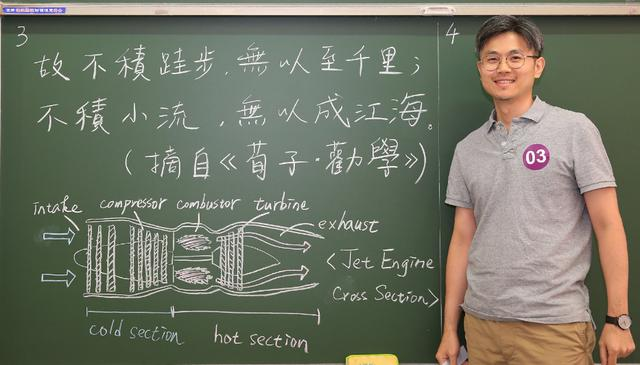 3
4
故不積跬步，無以至千里；
不積小流，無以成江海。
（摘自《荀子·勸學》）
03
Intake compressor combustor turbine
exhaust
<Jet Engine
Cross Section>
cold section hot section